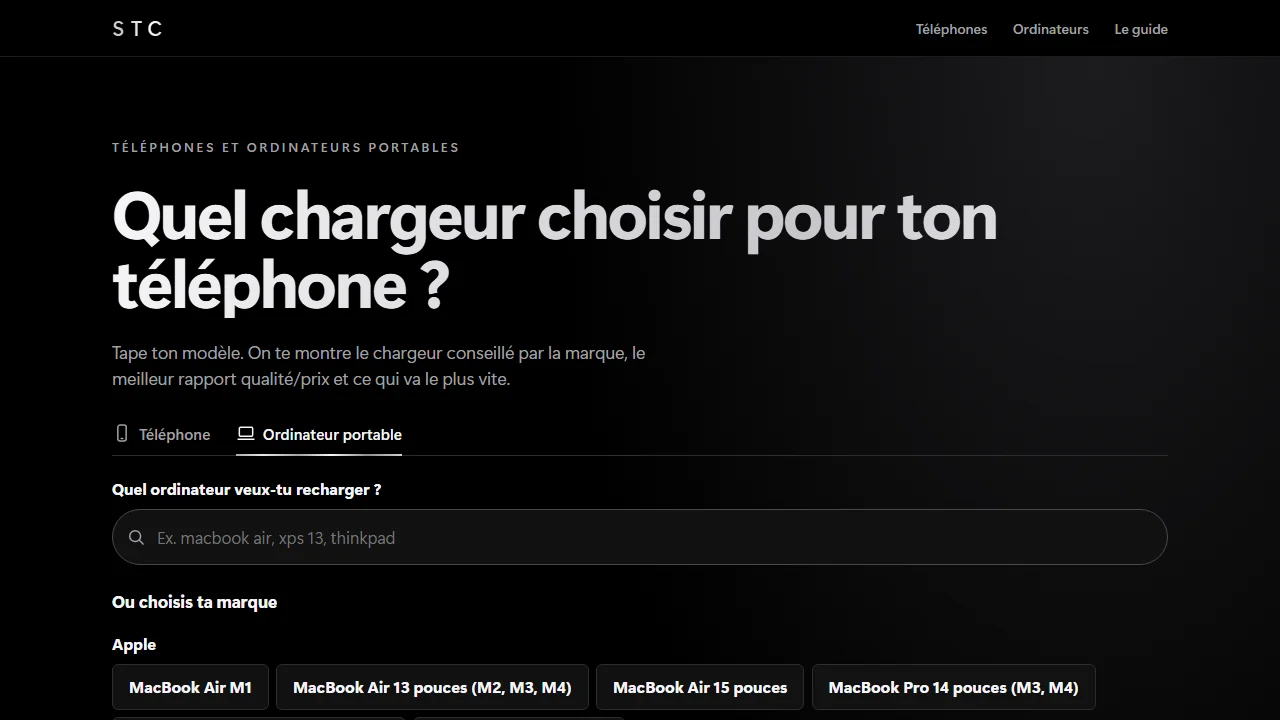 STC
Téléphones
Ordinateurs
Le guide
TÉLÉPHONES ET ORDINATEURS PORTABLES
Quel chargeur choisir pour ton
téléphone ?
Tape ton modèle. On te montre le chargeur conseillé par la marque, le
meilleur rapport qualité/prix et ce qui va le plus vite.
Téléphone
Ordinateur portable
Quel ordinateur veux-tu recharger ?
Ex. macbook air, xps 13, thinkpad
Ou choisis ta marque
Apple
MacBook Air M1
MacBook Air 13 pouces (M2, M3, M4)
MacBook Air 15 pouces
MacBook Pro 14 pouces (M3, M4)